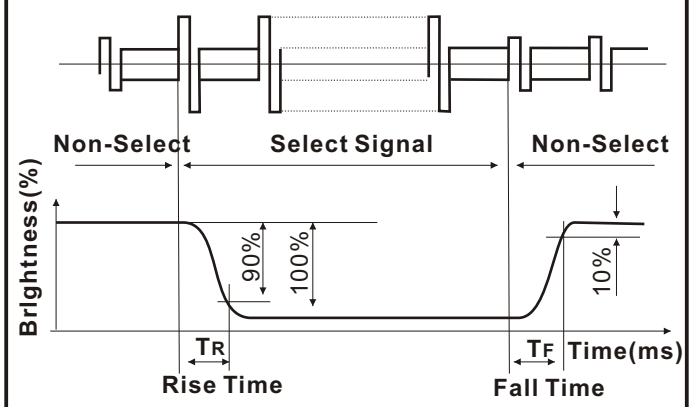 Non-Select Select Signal Non-Select
BrIghtness(%)
90%
100%
10%
TR
TF Time(ms)
Rise Time
Fall Time